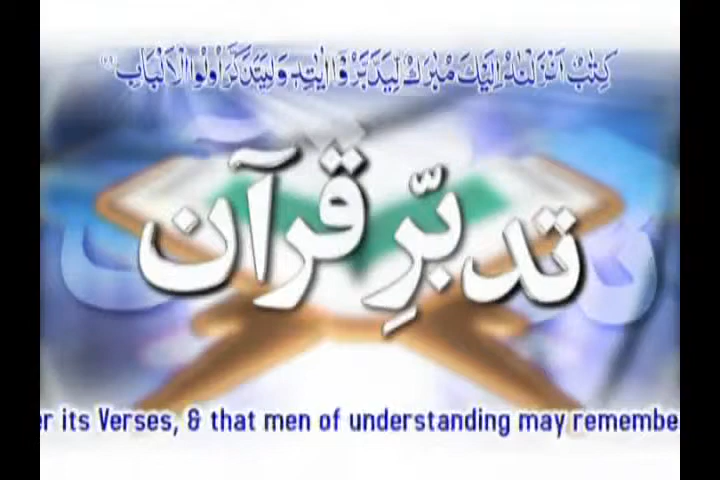 كِتٰبٌ اَنْزَلْنٰهُ اِلَيْكَ مُبٰرَكٌ لِّيَدَّبَّرُوْۤا اٰيٰتِهٖ وَلِيَتَذَكَّرَ اُولُوا الْاَلْبَابِ
تدبّرِ قرآن
r its Verses, & that men of understanding may remembe